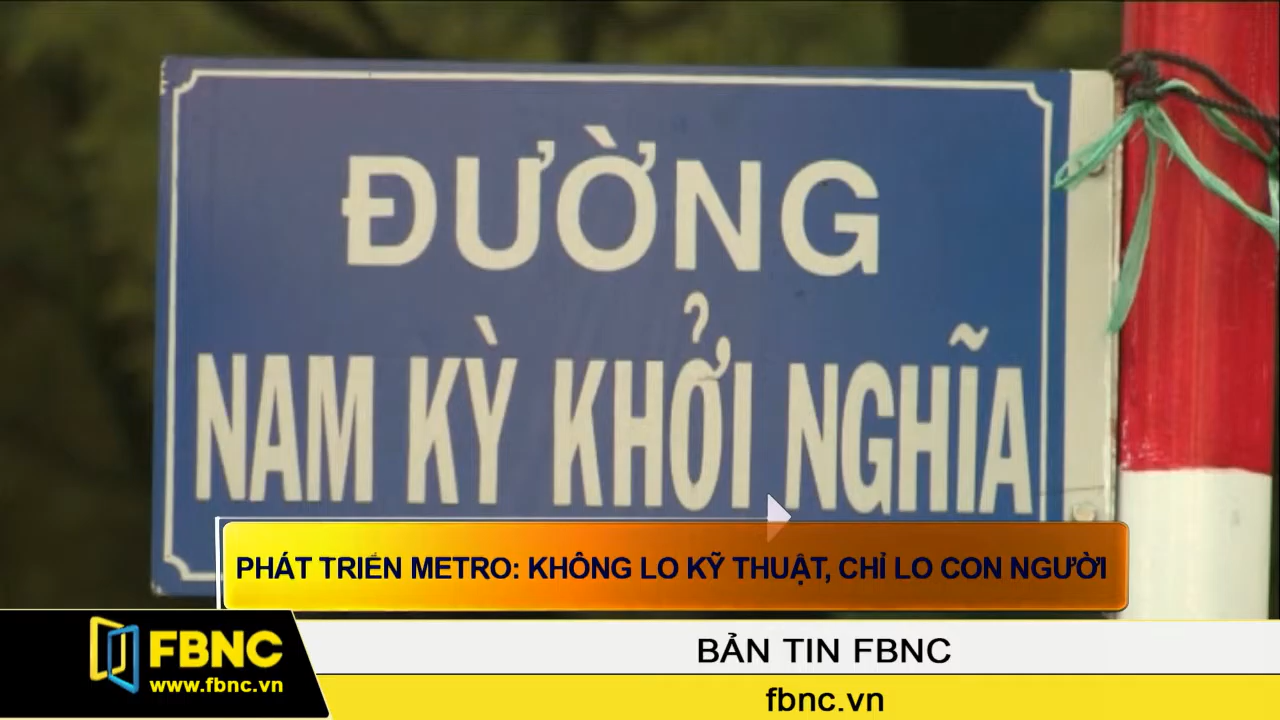 ĐƯỜNG
NAM KỲ KHỞI NGHĨA
PHÁT TRIỂN METRO: KHÔNG LO KỸ THUẬT, CHỈ LO CON NGƯỜI
FBNC
www.fbnc.vn
BẢN TIN FBNC
fbnc.vn